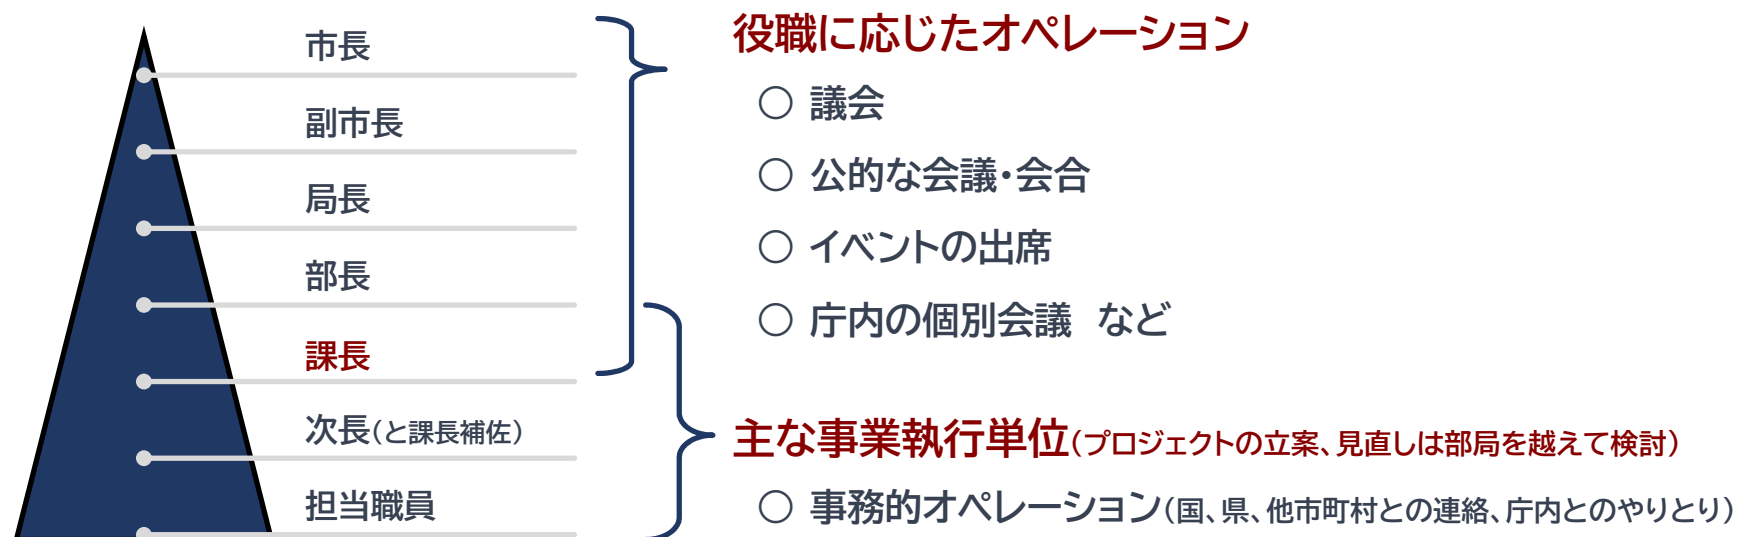 市長
副市長
局長
部長
課長
次長(と課長補佐)
担当職員
役職に応じたオペレーション
○ 議会
○ 公的な会議・会合
○ イベントの出席
○ 庁内の個別会議 など
主な事業執行単位(プロジェクトの立案、見直しは部局を越えて検討)
○ 事務的オペレーション(国、県、他市町村との連絡、庁内とのやりとり)